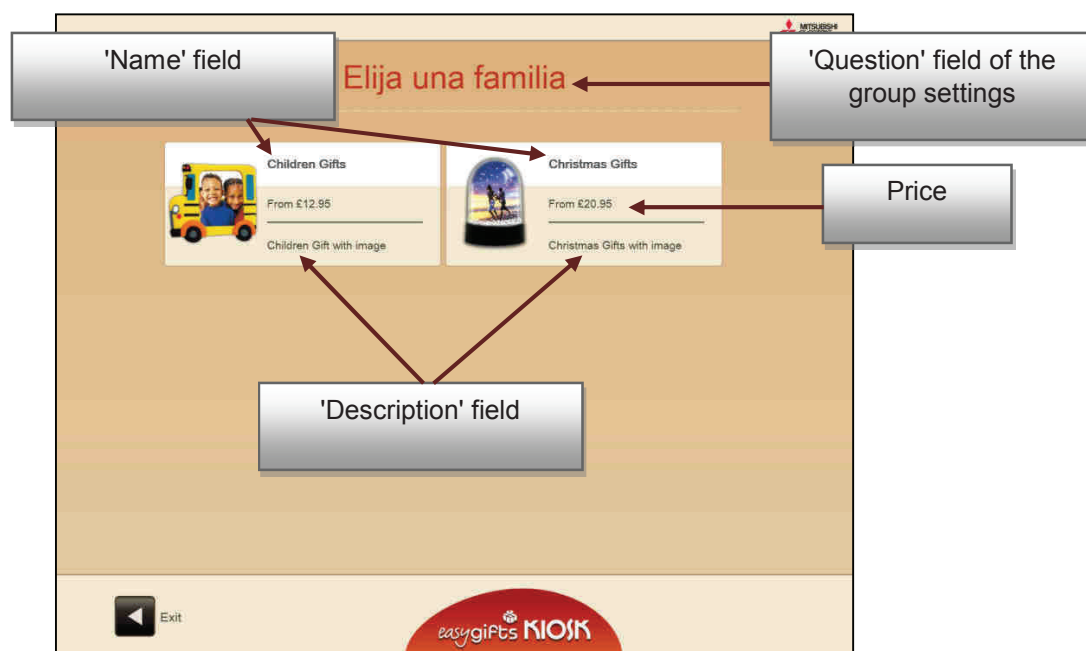 MITSUBISHI
'Name' field
'Question' field of the
group settings
Elija una familia
Children Gifts
Christmas Gifts
Price
From £12.95
From £20.95
Children Gift with image
Christmas Gifts with image
'Description' field
Exit
easygifts KIOSK